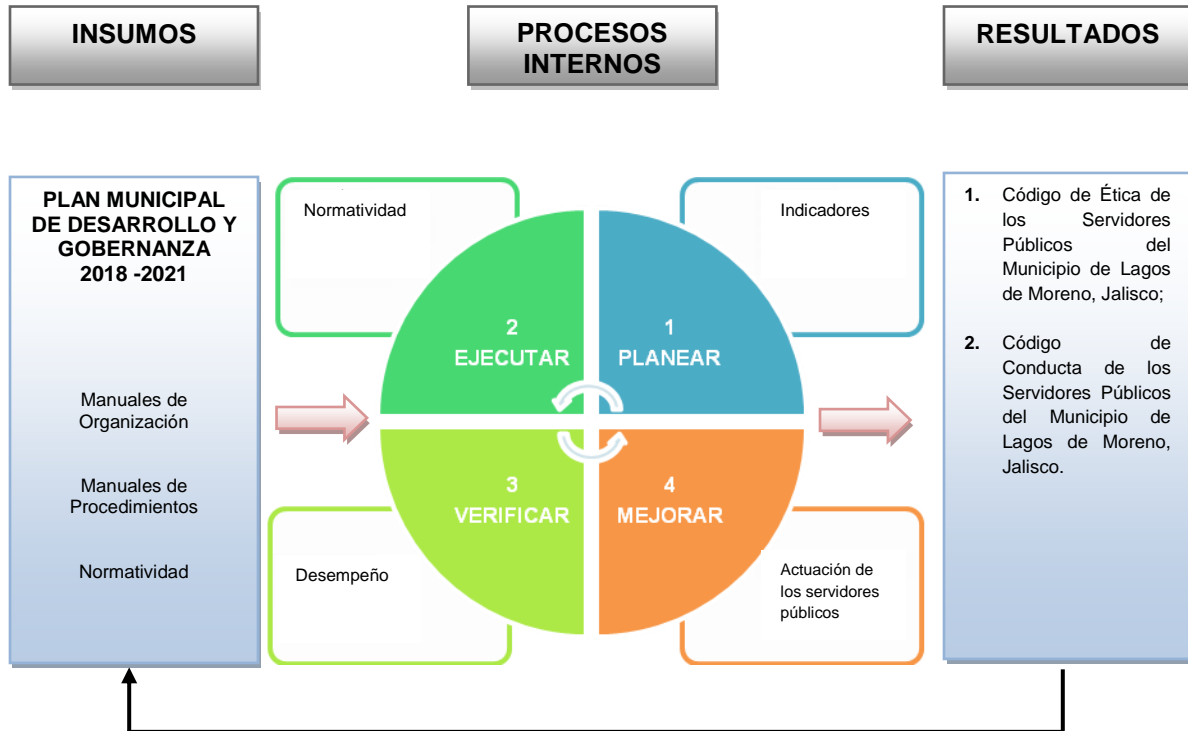 INSUMOS
PROCESOS
INTERNOS
RESULTADOS
PLAN MUNICIPAL
DE DESARROLLO Y
GOBERNANZA
2018 -2021
Manuales de
Organización
Manuales de
Procedimientos
Normatividad
Normatividad
Indicadores
2
EJECUTAR
1
PLANEAR
3
VERIFICAR
4
MEJORAR
Desempeño
Actuación de
los servidores
públicos
1. Código de Ética de
los Servidores
Públicos del
Municipio de Lagos
de Moreno, Jalisco;
2. Código de
Conducta de los
Servidores Públicos
del Municipio de
Lagos de Moreno,
Jalisco.